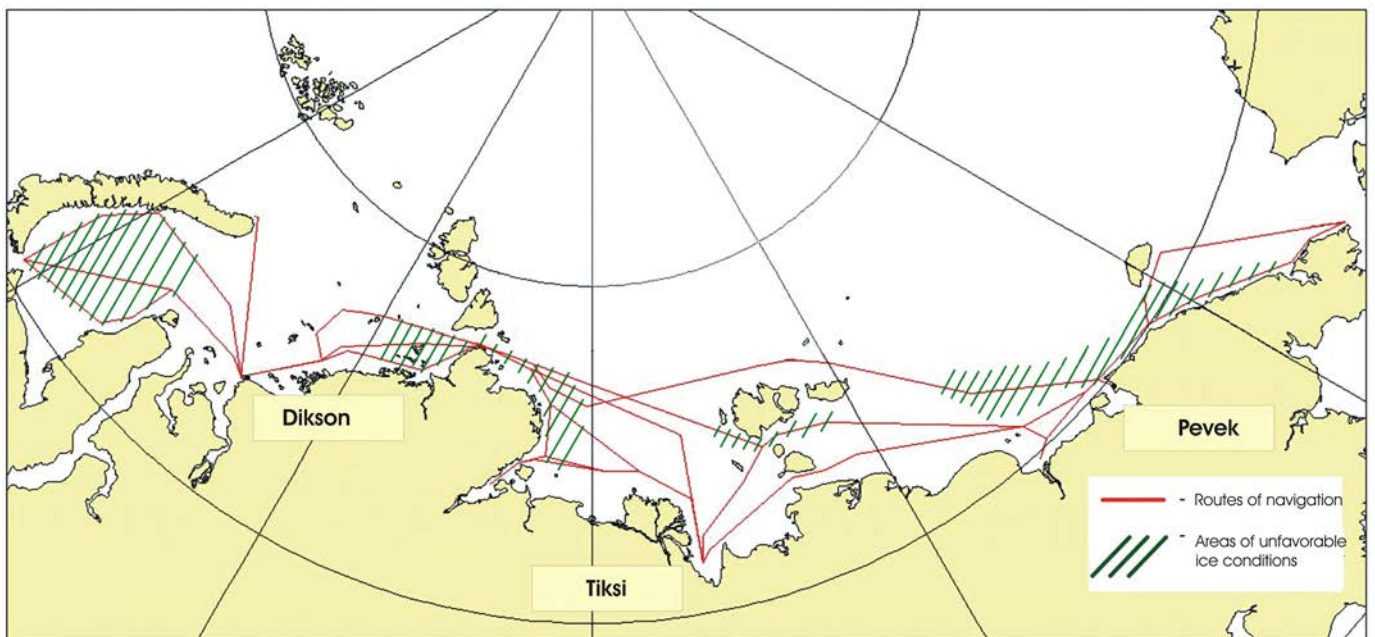 Dikson
Pevek
Tiksi
- Routes of navigation
- Areas of unfavorable
ice conditions